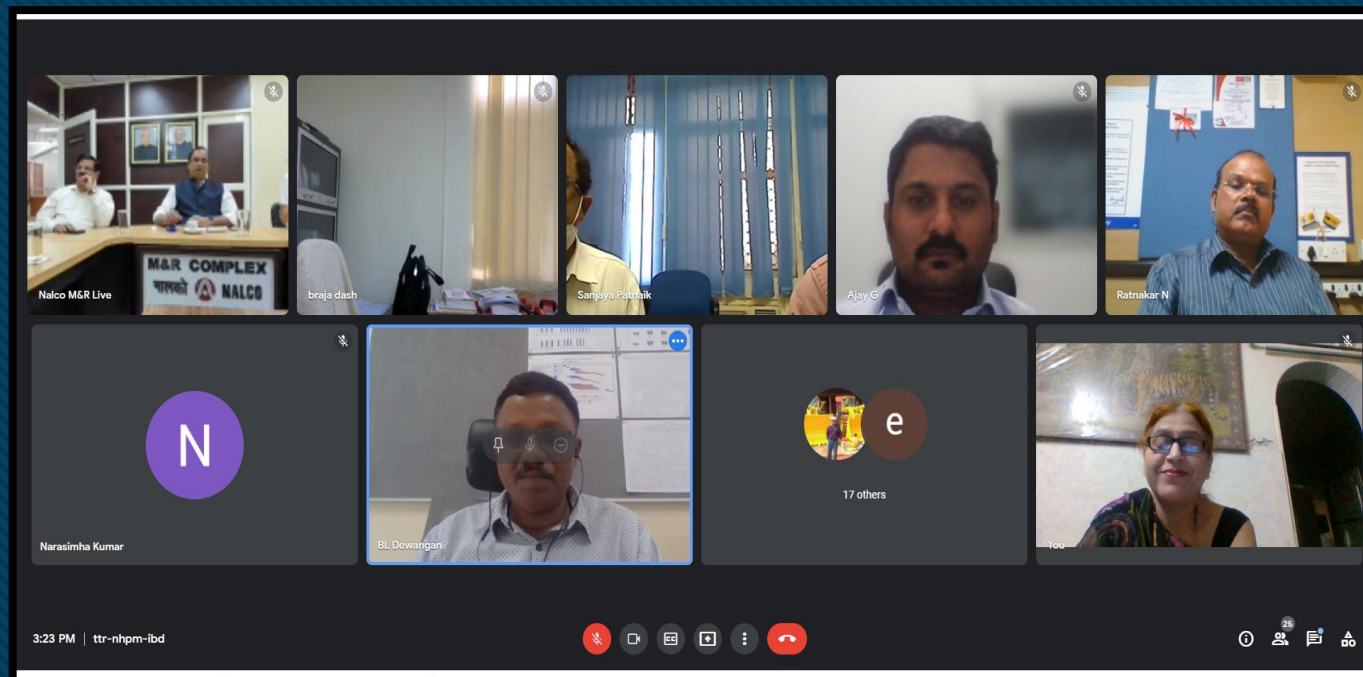 M&R COMPLEX
नालको NALCO
Nalco M&R Live
braja dash
Sanjaya Patnaik
Ajay G
Ratnakar N
N
Narasimha Kumar
BL Dewangan
e
17 others
You
3:23 PM | ttr-nhpm-ibd
CC
25